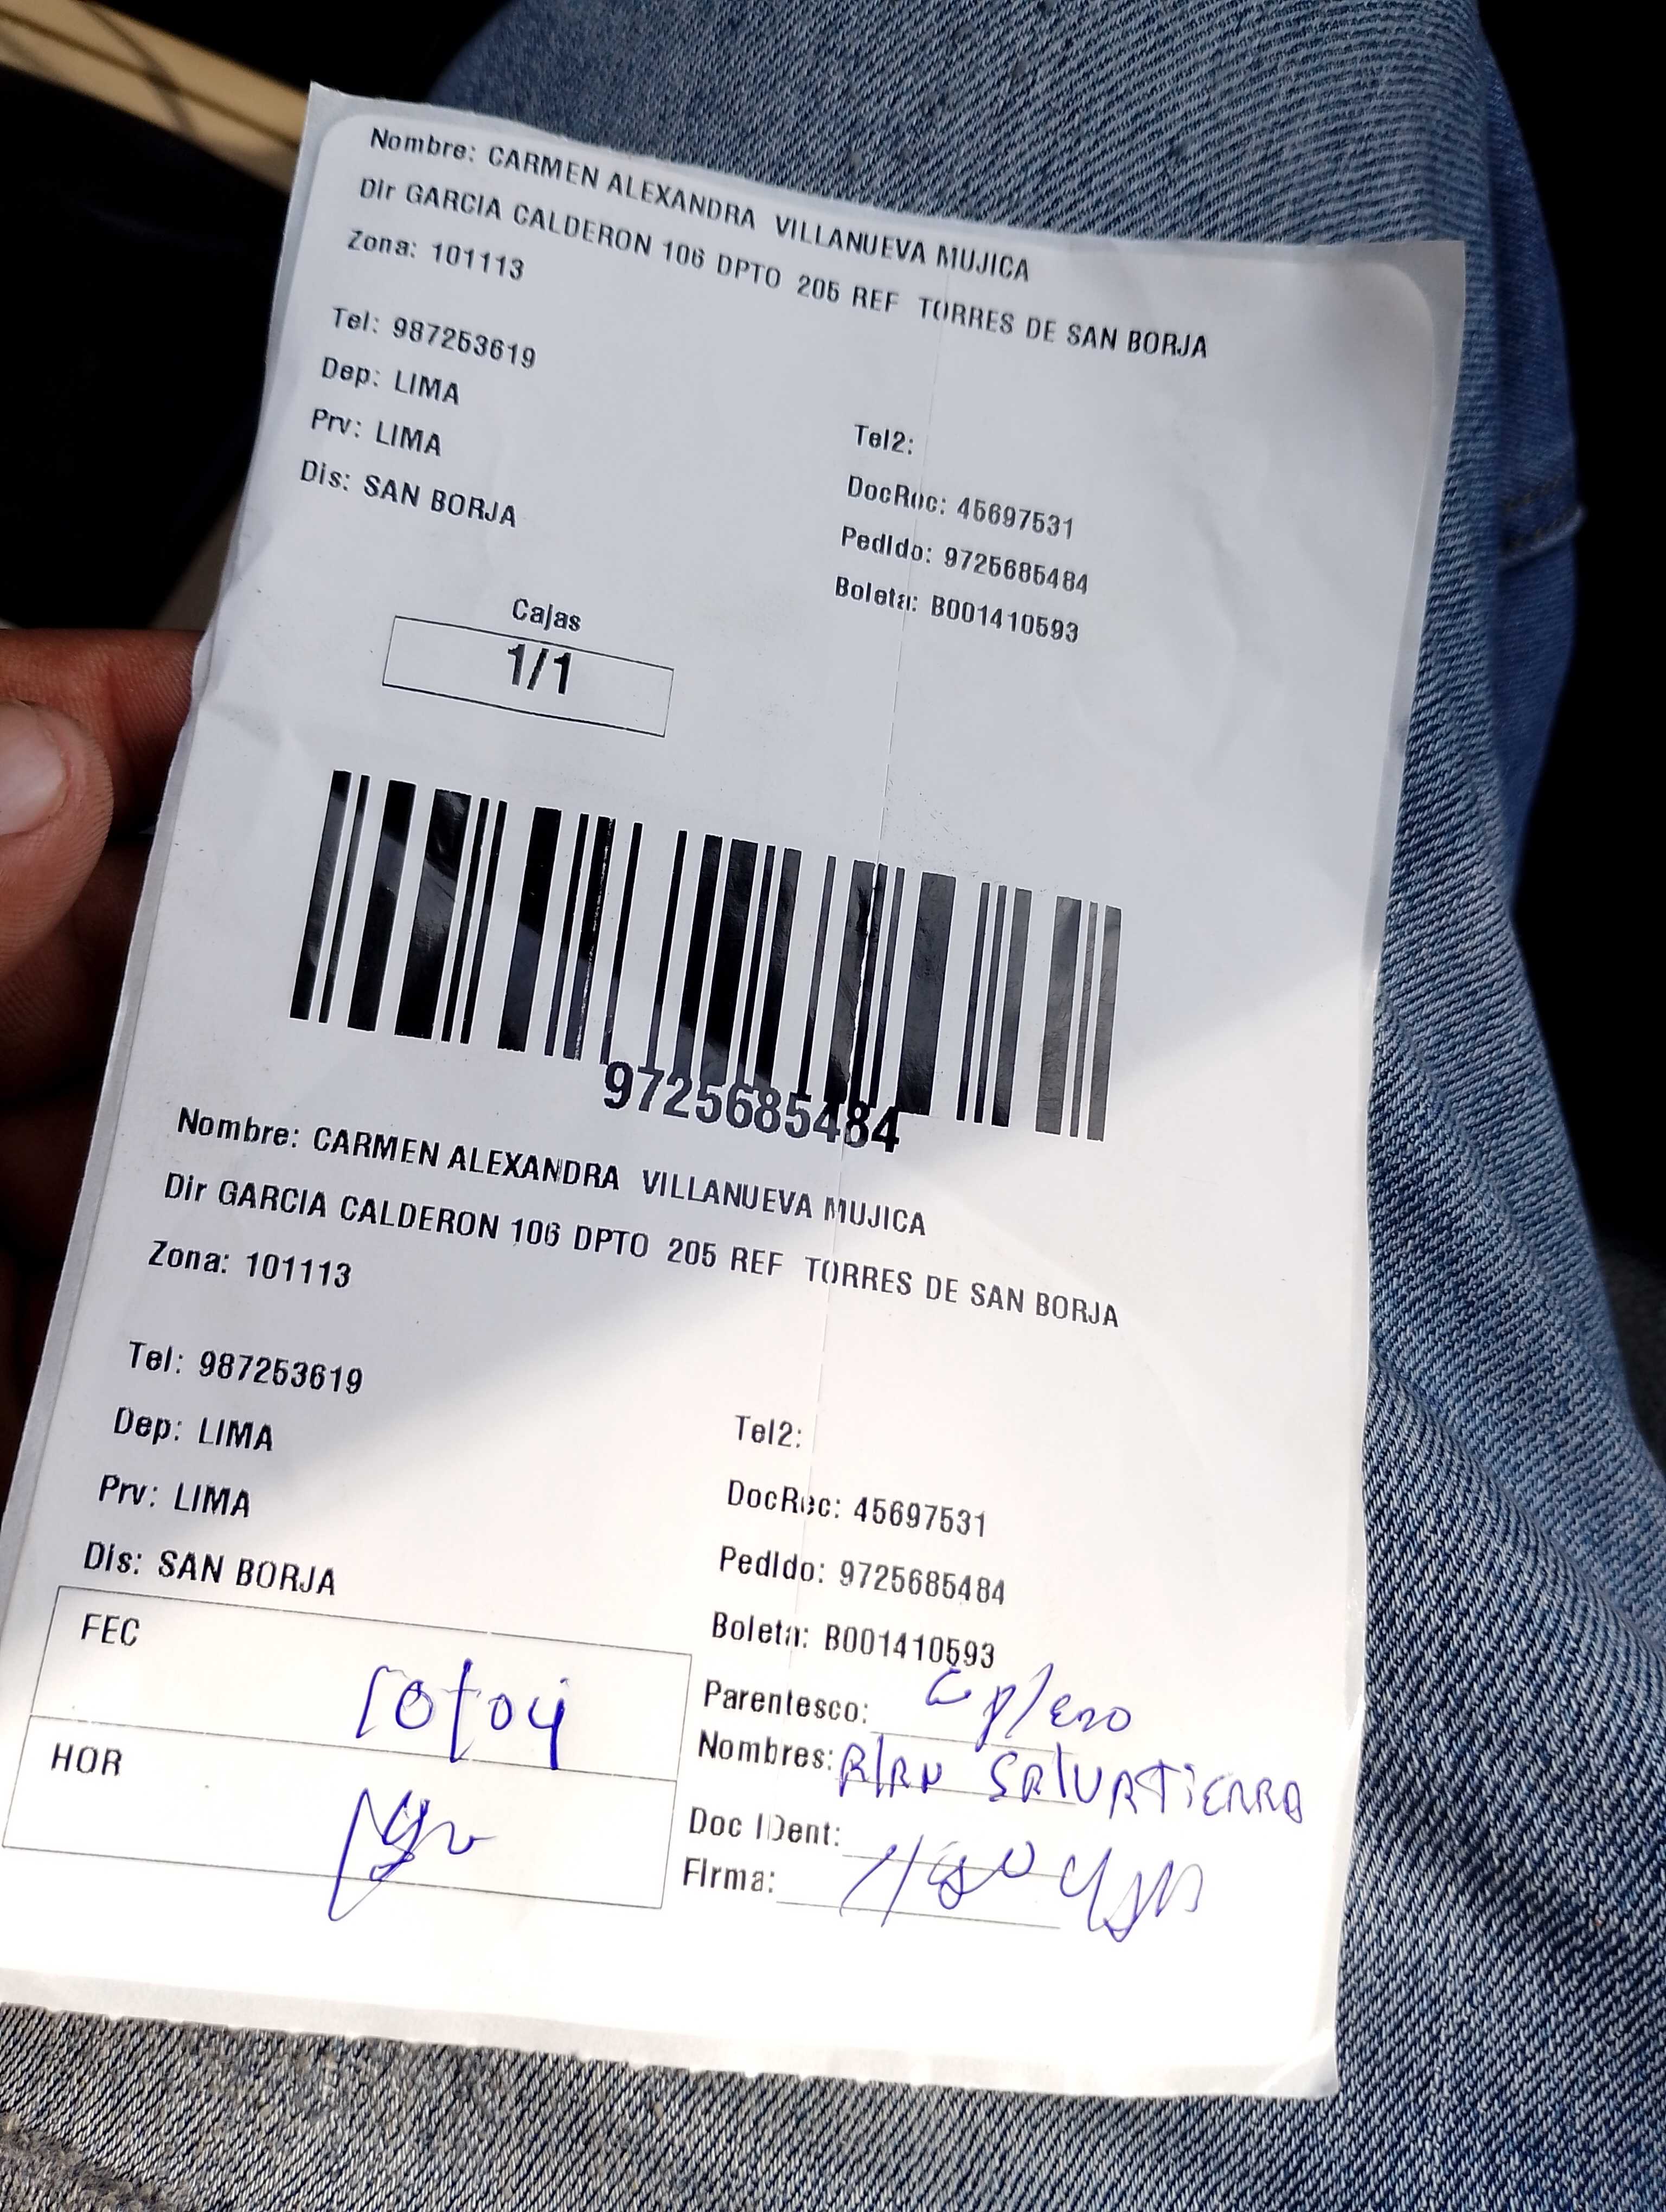 Nombre: CARMEN ALEXANDRA VILLANUEVA MUJICA
Dir GARCIA CALDERON 106 DPTO 205 REF TORRES DE SAN BORJA
Zona: 101113
Tel: 987253619
Dep: LIMA
Prv: LIMA
Dis: SAN BORJA
Tel2:
DocRec: 45697531
Pedido: 9725685484
Boleta: B001410593
Cajas
1/1
9725685484
Nombre: CARMEN ALEXANDRA VILLANUEVA MUJICA
Dir GARCIA CALDERON 106 DPTO 205 REF TORRES DE SAN BORJA
Zona: 101113
Tel: 987253619
Dep: LIMA
Prv: LIMA
Dis: SAN BORJA
Tel2:
DocRec: 45697531
Pedido: 9725685484
Boleta: B001410593
FEC
HOR
Parentesco:
Nombres: SALVATIERRA
Doc IDent:
Firma: